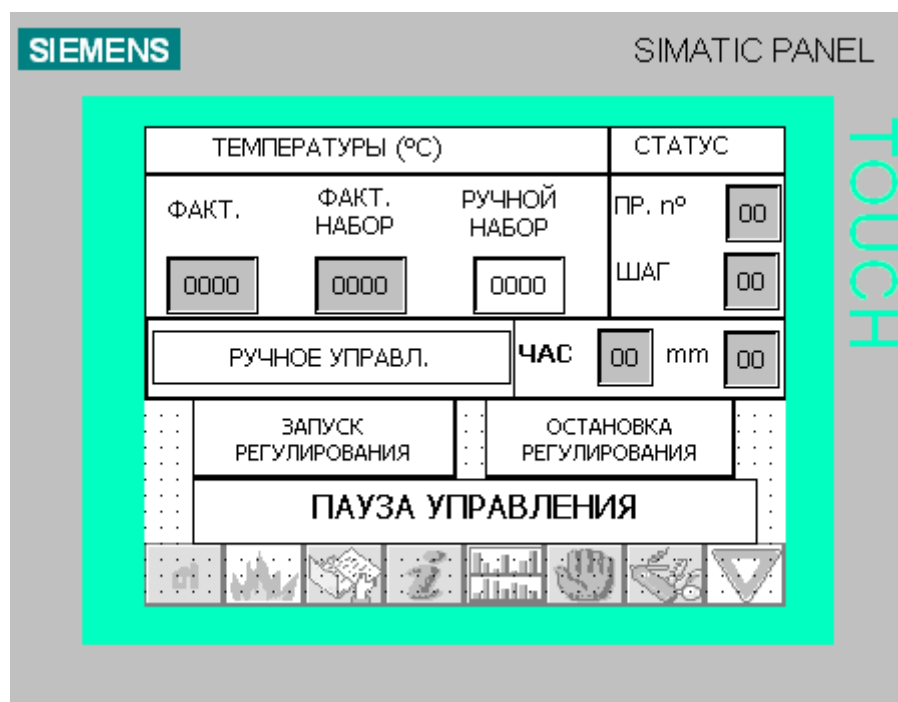 SIEMENS
SIMATIC PANEL
TOUCH
ТЕМПЕРАТУРЫ (ºC)
СТАТУС
ФАКТ.
ФАКТ.
НАБОР
РУЧНОЙ
НАБОР
ПР. nº
00
0000
0000
0000
ШАГ
00
РУЧНОЕ УПРАВЛ.
ЧАС
00
mm
00
ЗАПУСК
РЕГУЛИРОВАНИЯ
ОСТАНОВКА
РЕГУЛИРОВАНИЯ
ПАУЗА УПРАВЛЕНИЯ